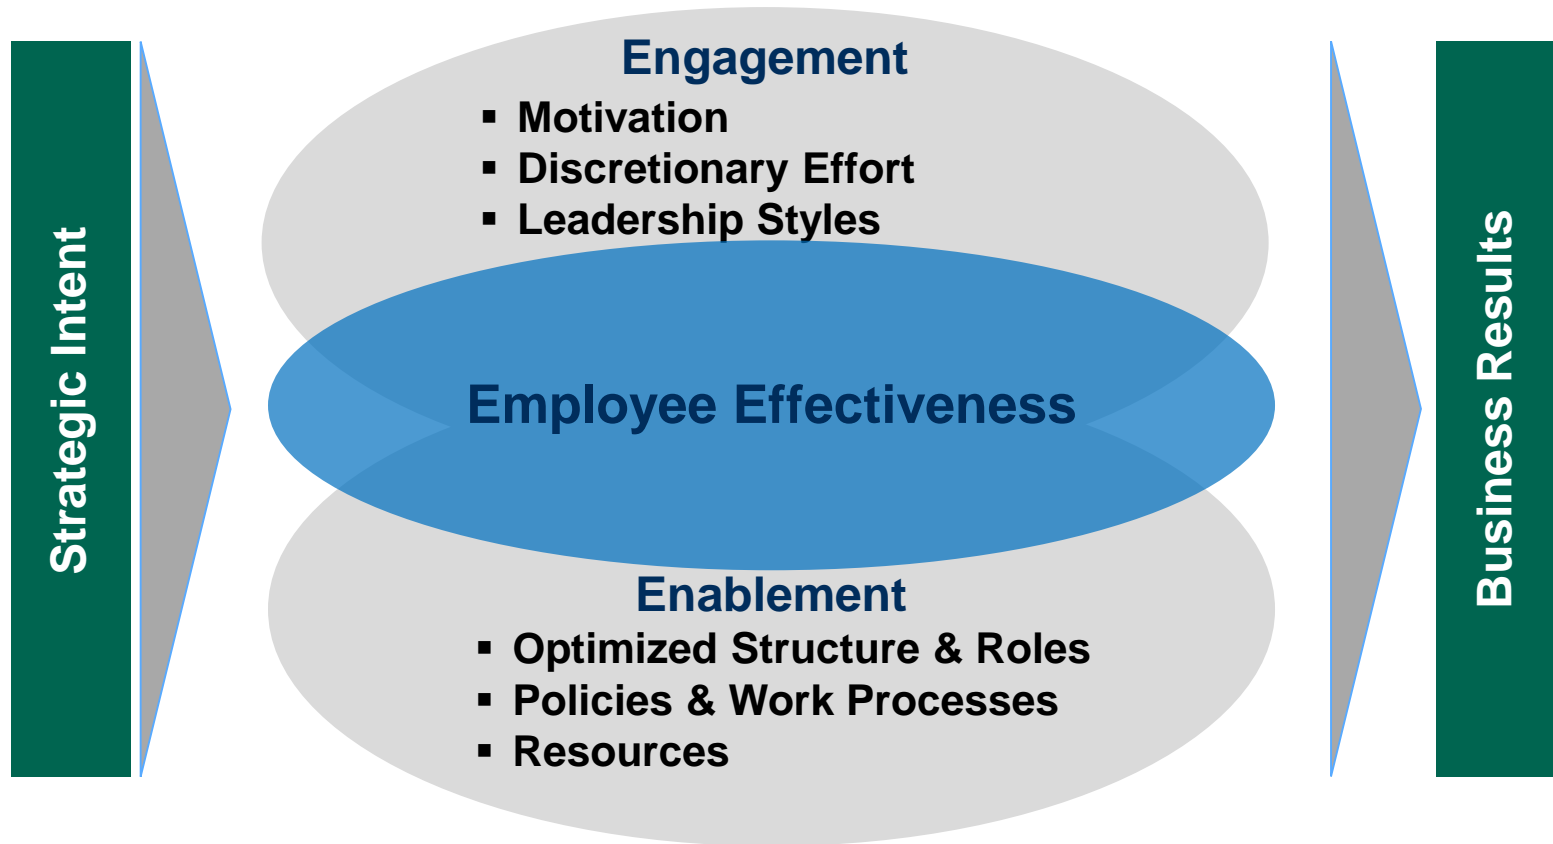 Strategic Intent
Engagement
▪ Motivation
▪ Discretionary Effort
▪ Leadership Styles
Employee Effectiveness
Enablement
▪ Optimized Structure & Roles
▪ Policies & Work Processes
▪ Resources
Business Results